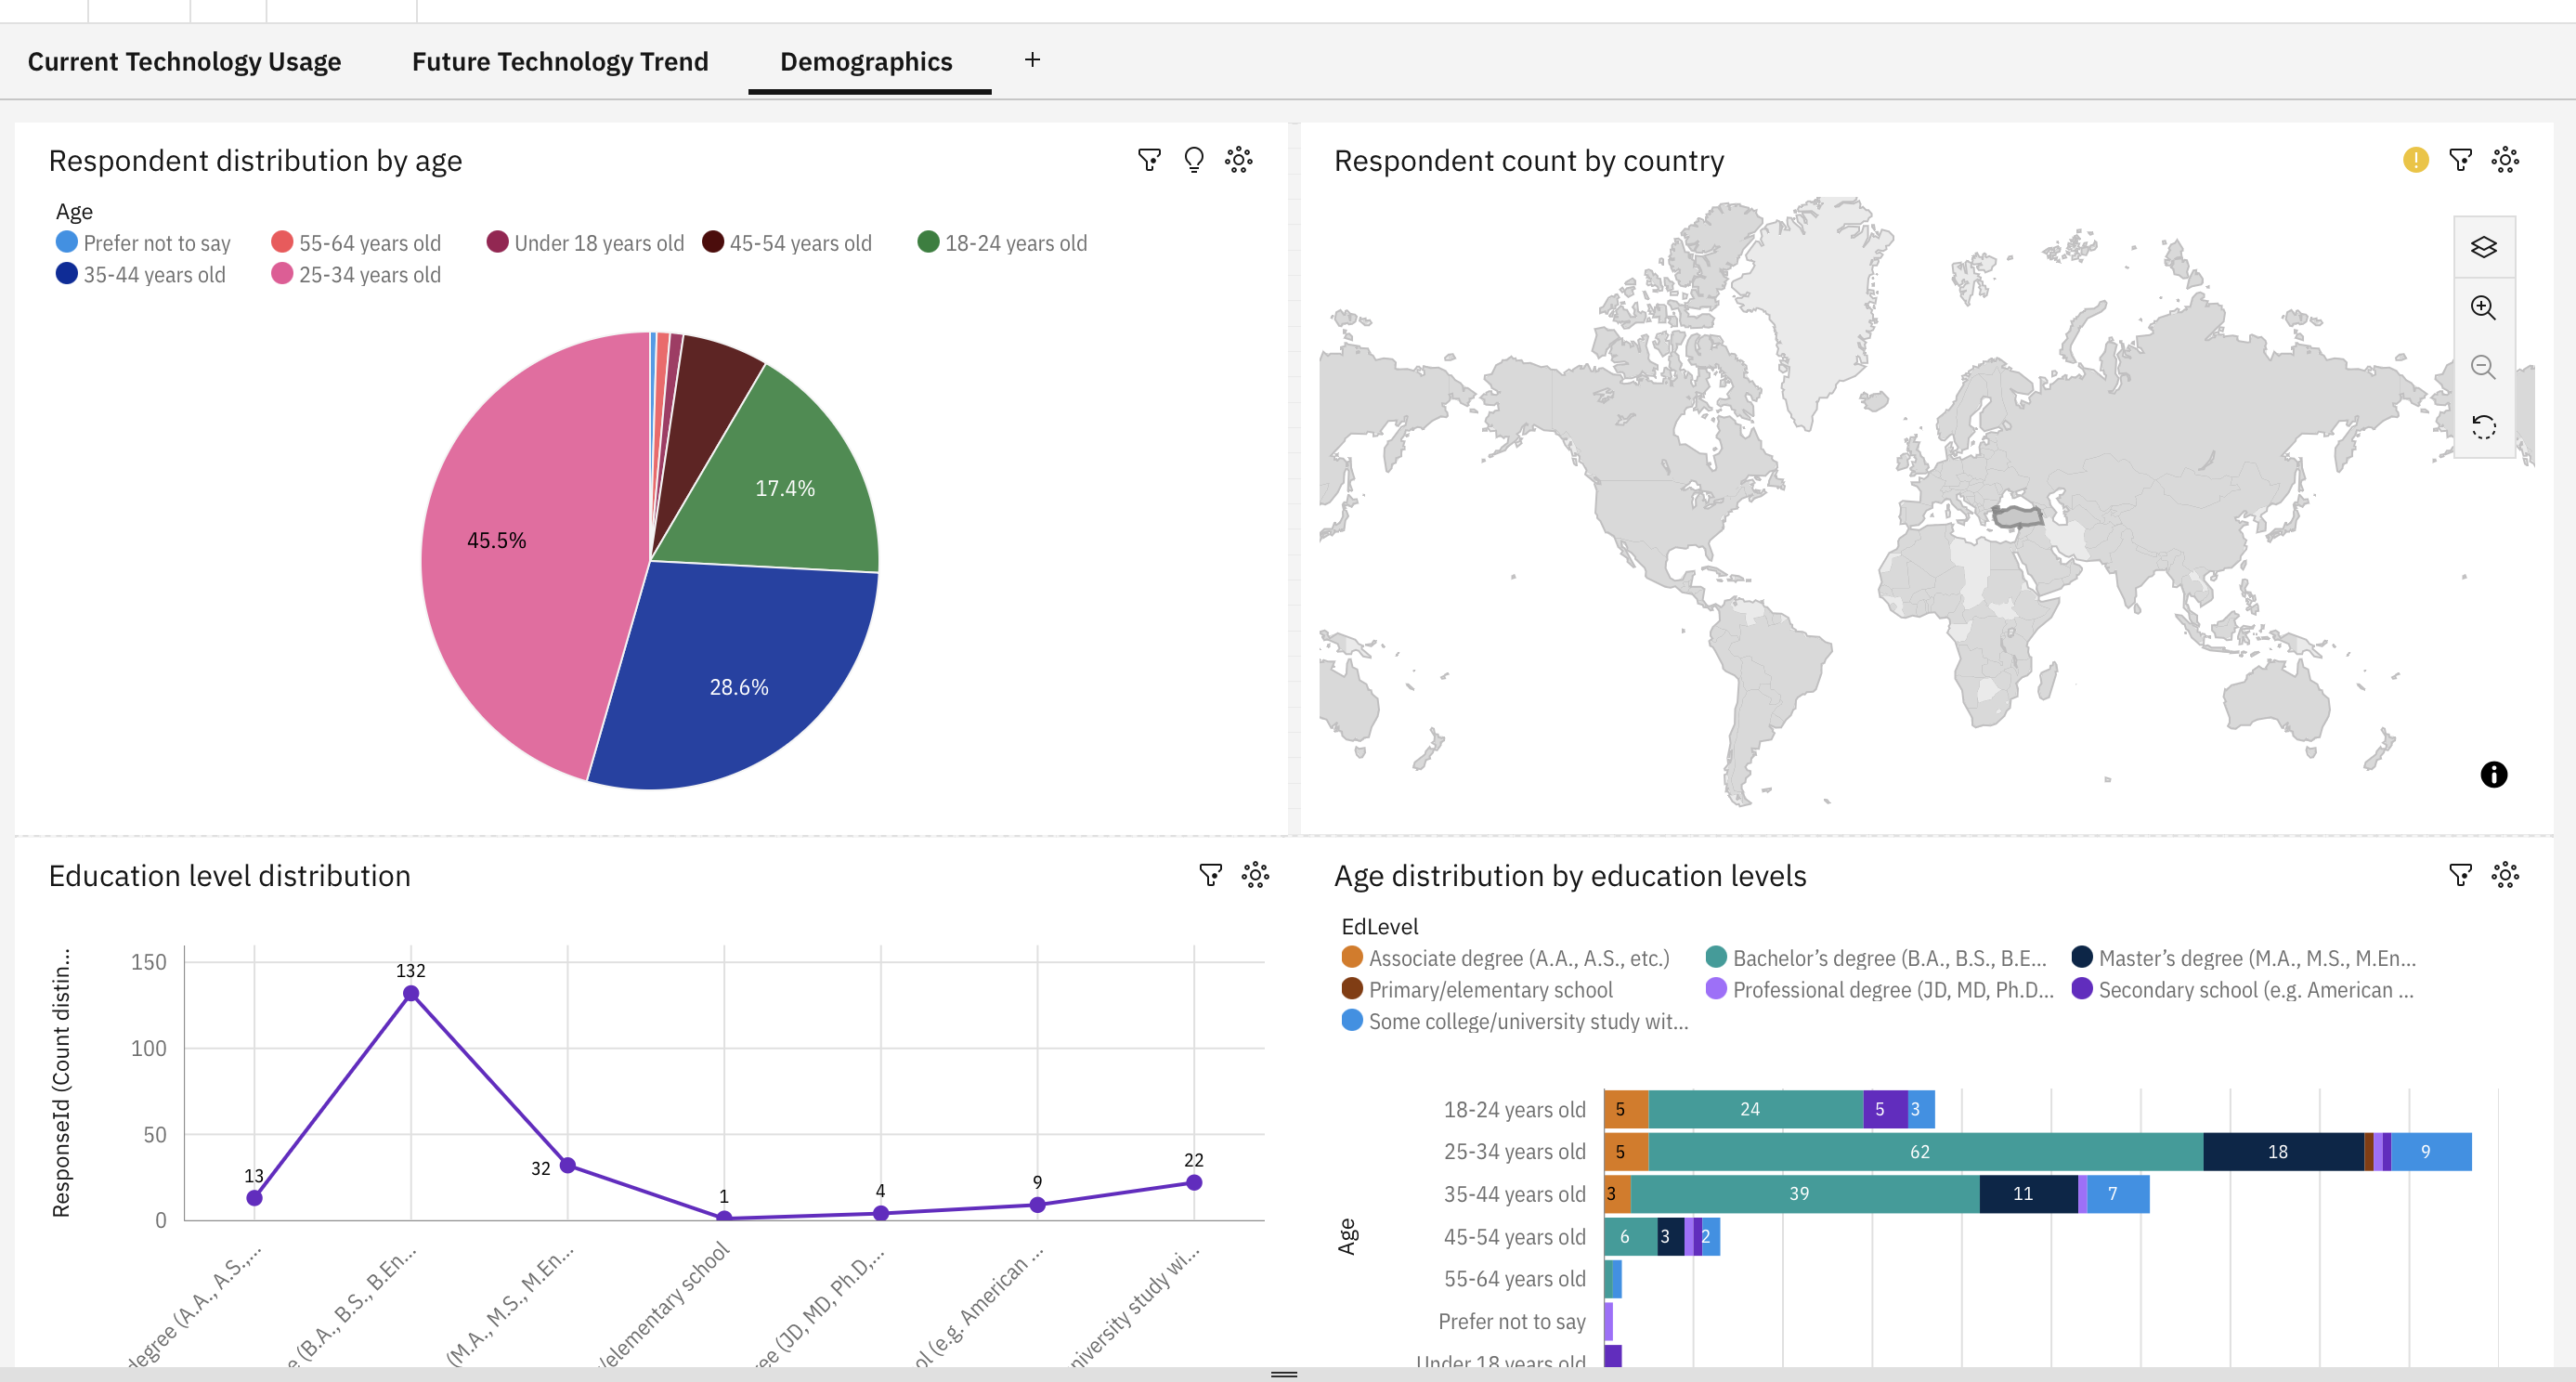 Current Technology Usage Future Technology Trend Demographics +
Respondent distribution by age
Age
Prefer not to say 55-64 years old Under 18 years old 45-54 years old 18-24 years old
35-44 years old 25-34 years old
17.4%
45.5%
28.6%
Respondent count by country
Education level distribution
ResponseId (Count distin...
150
100
50
0
13
132
32
1
4
9
22
degree (A.A., A.S.,...
e (B.A., B.S., B.En...
(M.A., M.S., M.En...
/elementary school
ree (JD, MD, Ph.D,...
ol (e.g. American ...
niversity study wi...
Age distribution by education levels
EdLevel
Associate degree (A.A., A.S., etc.) Bachelor’s degree (B.A., B.S., B.E... Master’s degree (M.A., M.S., M.En...
Primary/elementary school Professional degree (JD, MD, Ph.D... Secondary school (e.g. American ...
Some college/university study wit...
Age
18-24 years old 5 24 5 3
25-34 years old 5 62 18 9
35-44 years old 3 39 11 7
45-54 years old 6 3 2
55-64 years old
Prefer not to say
Under 18 years old